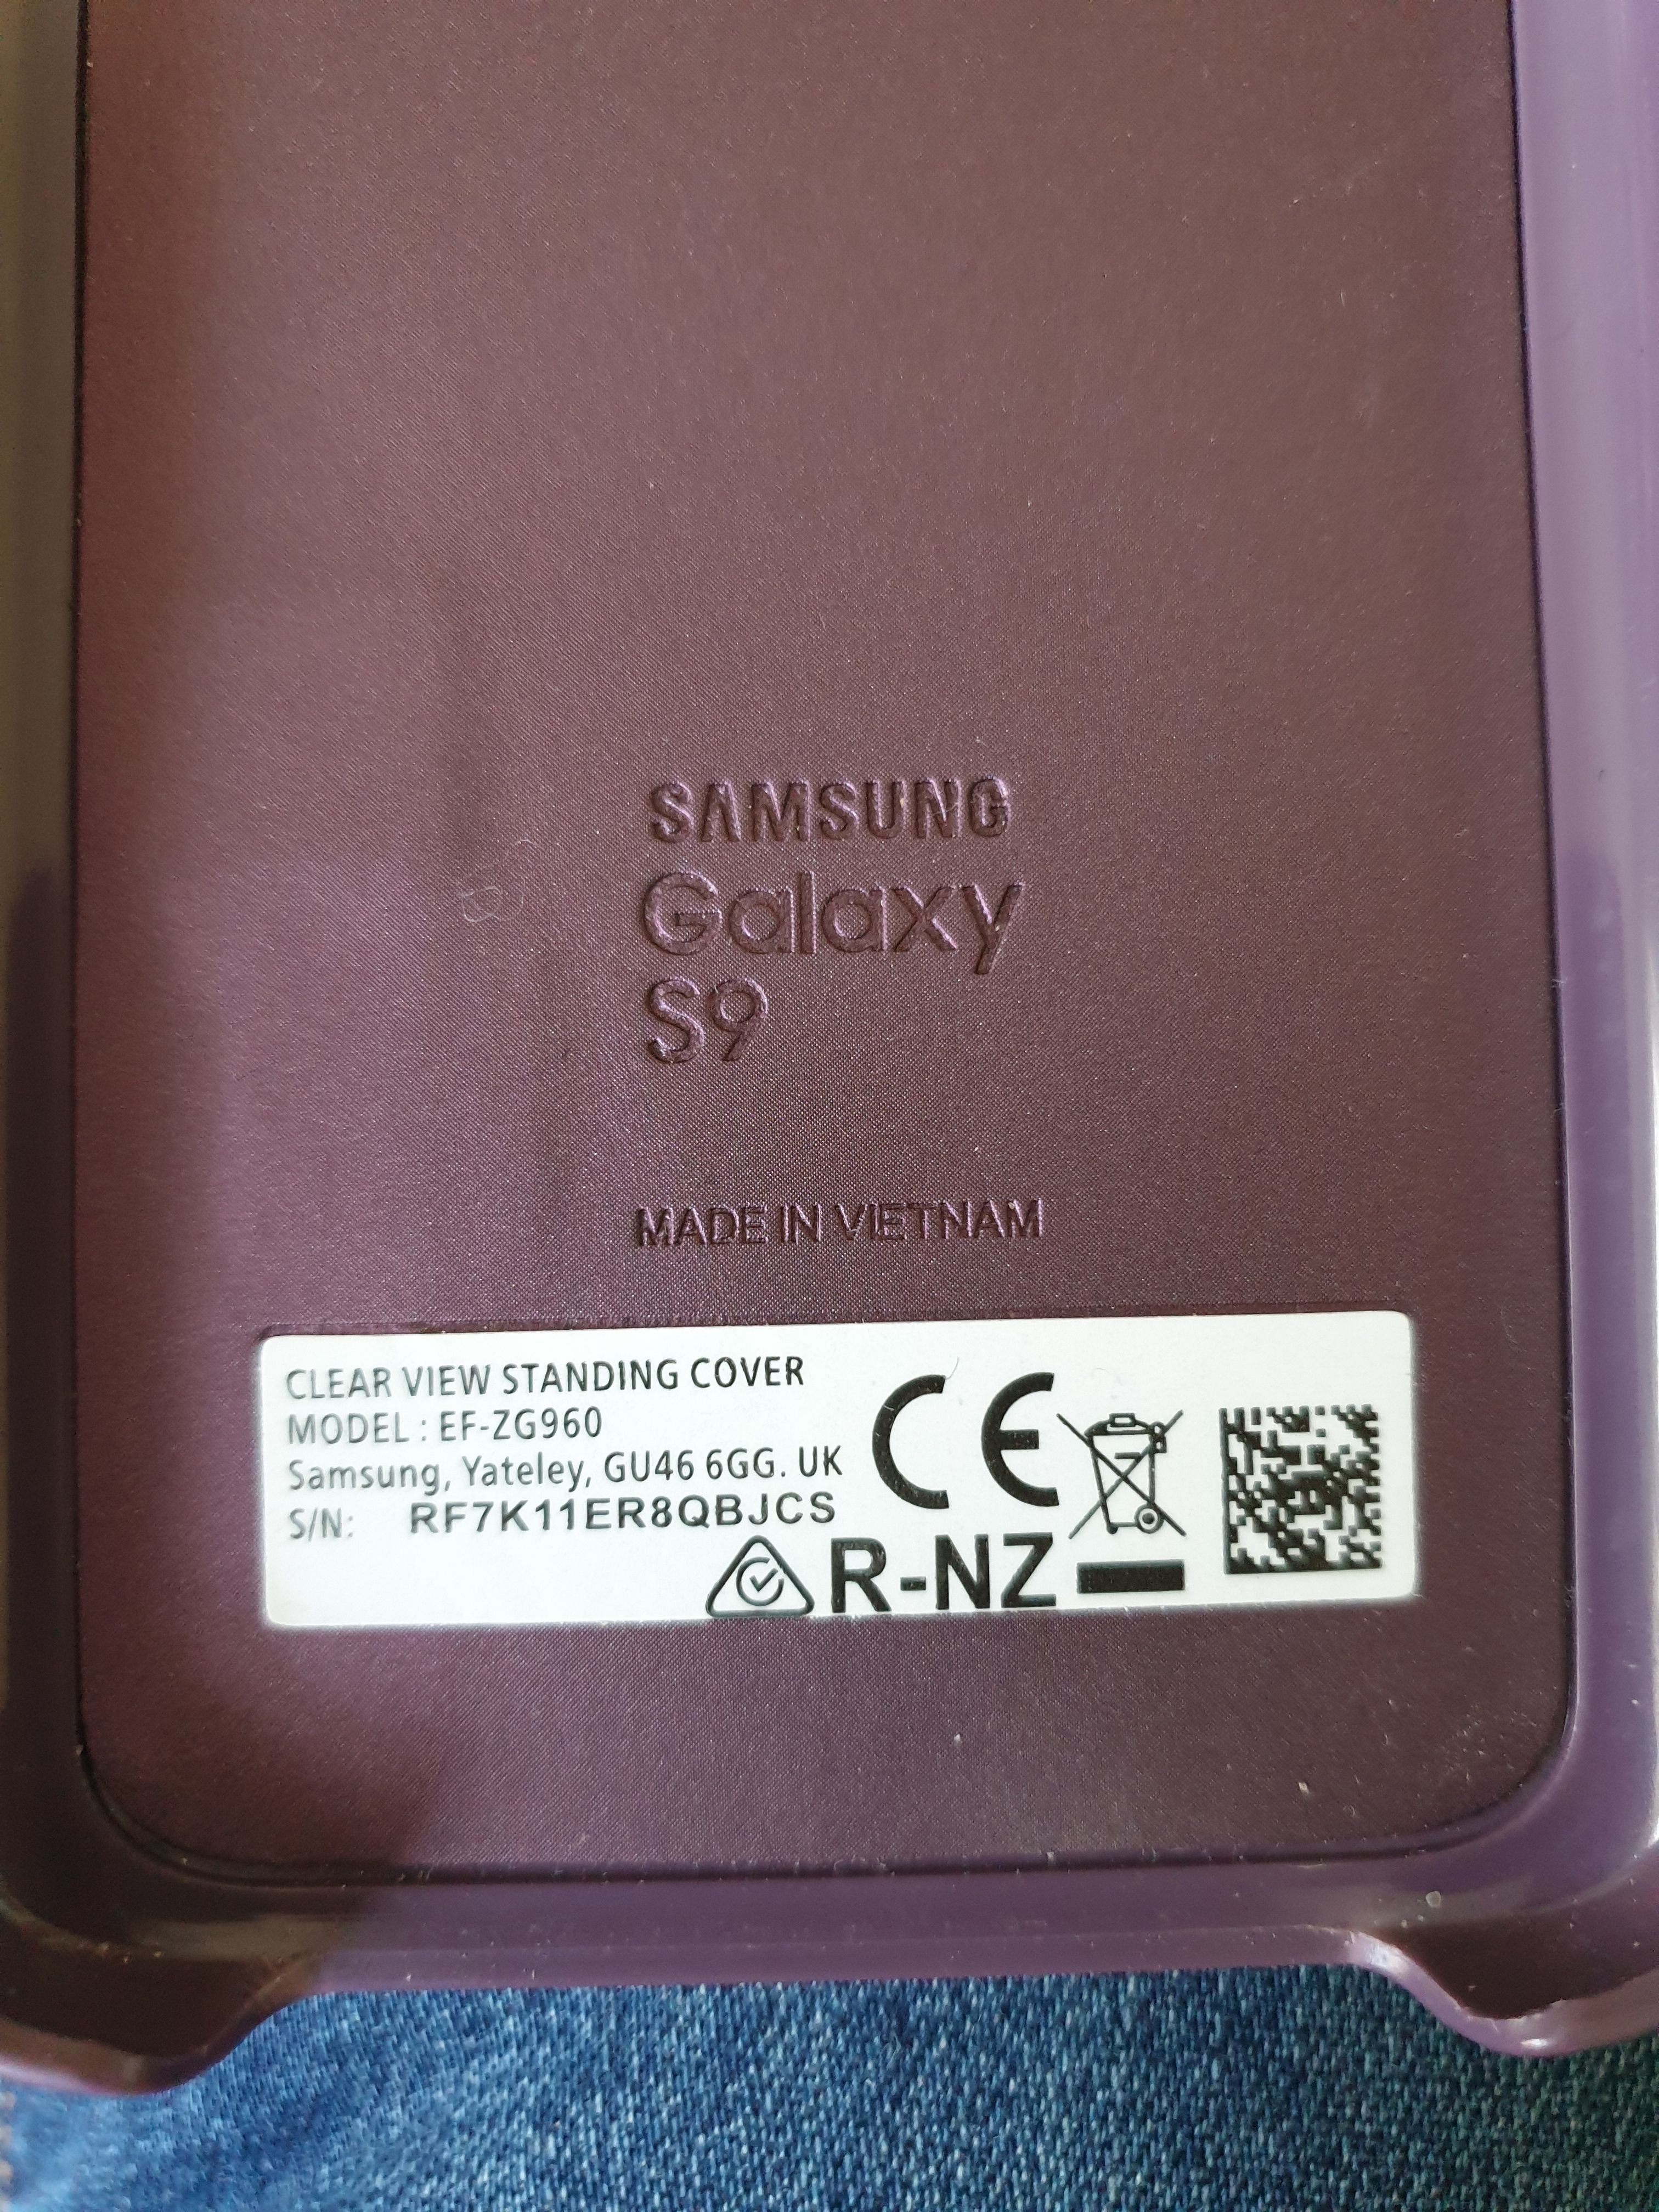 SAMSUNG
Galaxy
S9
MADE IN VIETNAM
CLEAR VIEW STANDING COVER
MODEL : EF-ZG960
Samsung, Yateley, GU46 6GG. UK
S/N: RF7K11ER8QBJCS
CE
R-NZ